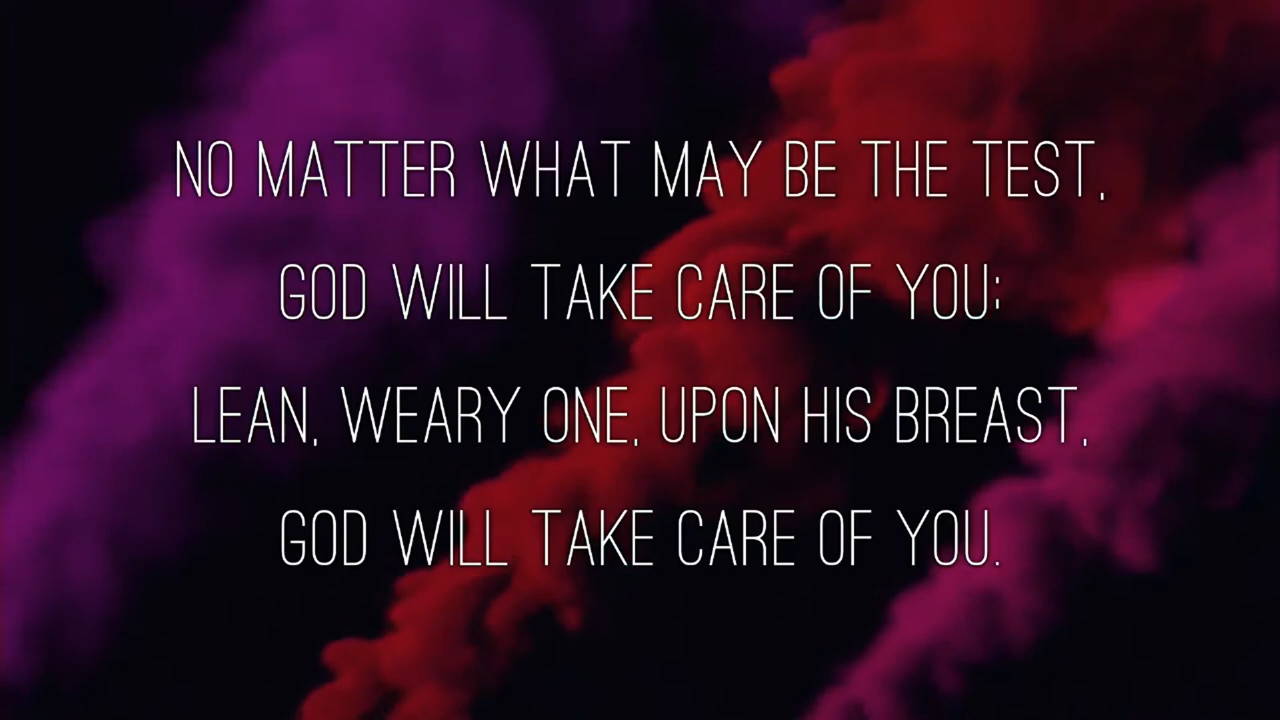 NO MATTER WHAT MAY BE THE TEST,
GOD WILL TAKE CARE OF YOU;
LEAN, WEARY ONE, UPON HIS BREAST,
GOD WILL TAKE CARE OF YOU.